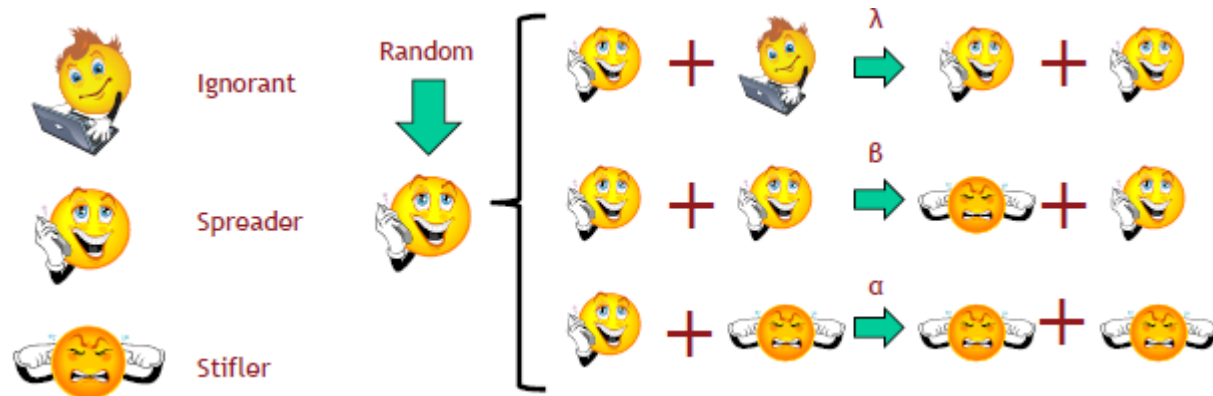 Ignorant
Random
λ
+
+
Spreader
β
+
+
Stifler
α
+
+